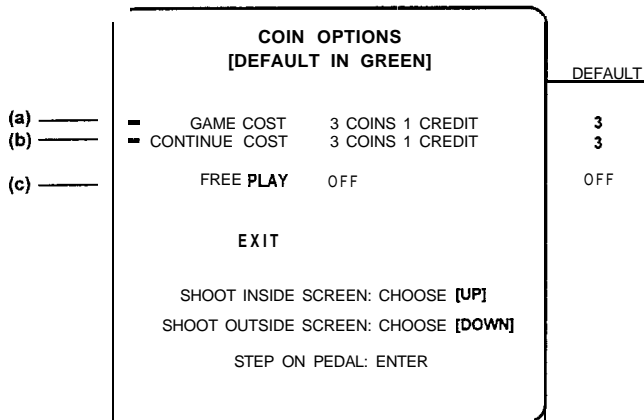 COIN OPTIONS
[DEFAULT IN GREEN]
DEFAULT
(a) GAME COST 3 COINS 1 CREDIT 3
(b) CONTINUE COST 3 COINS 1 CREDIT 3
(c) FREE PLAY OFF OFF
EXIT
SHOOT INSIDE SCREEN: CHOOSE [UP]
SHOOT OUTSIDE SCREEN: CHOOSE [DOWN]
STEP ON PEDAL: ENTER